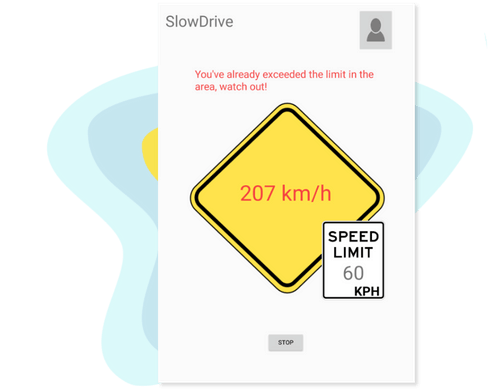 SlowDrive
You've already exceeded the limit in the
area, watch out!
207 km/h
SPEED
LIMIT
60
KPH
STOP